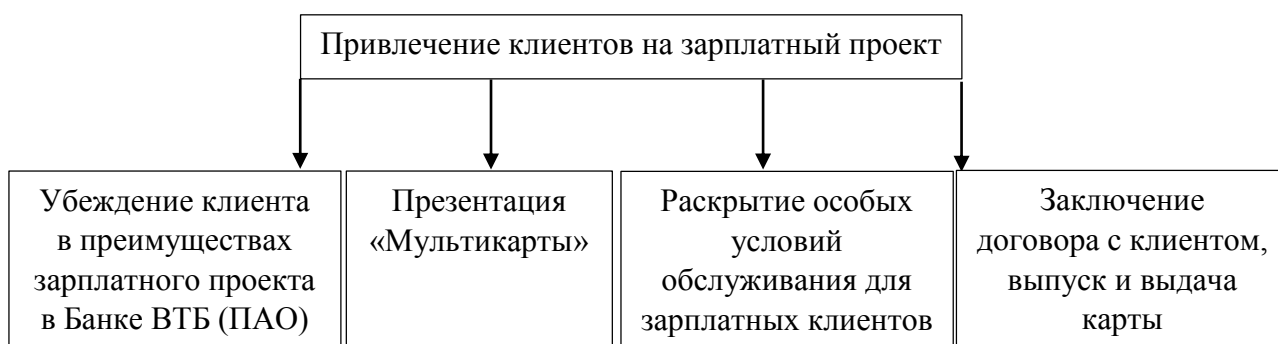 Привлечение клиентов на зарплатный проект
Убеждение клиента
в преимуществах
зарплатного проекта
в Банке ВТБ (ПАО)
Презентация
«Мультикарты»
Раскрытие особых
условий
обслуживания для
зарплатных клиентов
Заключение
договора с клиентом,
выпуск и выдача
карты